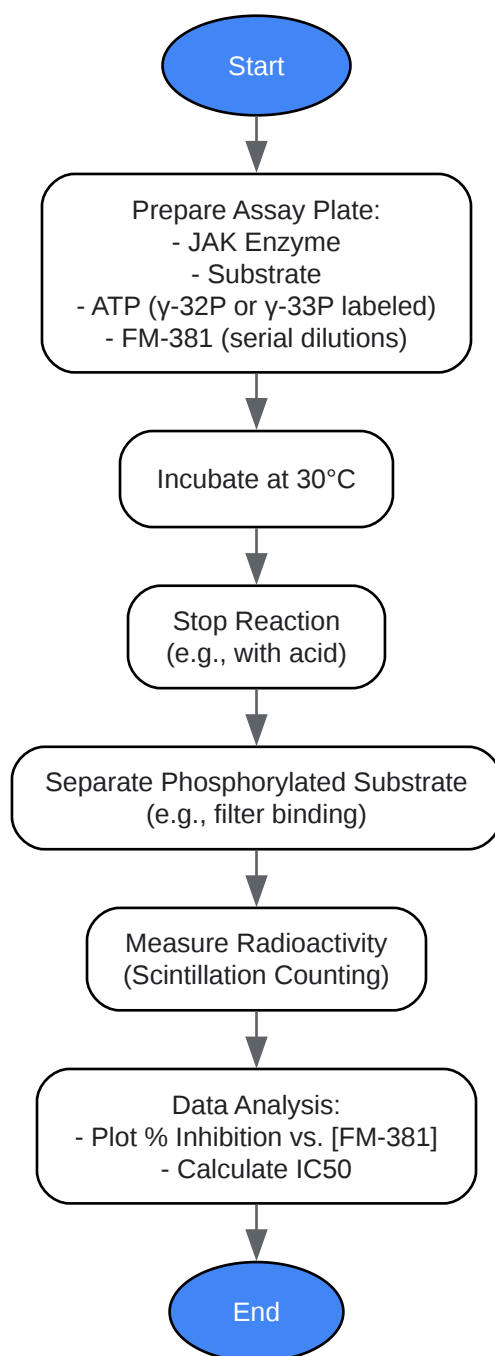 Start
Prepare Assay Plate:
- JAK Enzyme
- Substrate
- ATP (γ-32P or γ-33P labeled)
- FM-381 (serial dilutions)
Incubate at 30°C
Stop Reaction
(e.g., with acid)
Separate Phosphorylated Substrate
(e.g., filter binding)
Measure Radioactivity
(Scintillation Counting)
Data Analysis:
- Plot % Inhibition vs. [FM-381]
- Calculate IC50
End